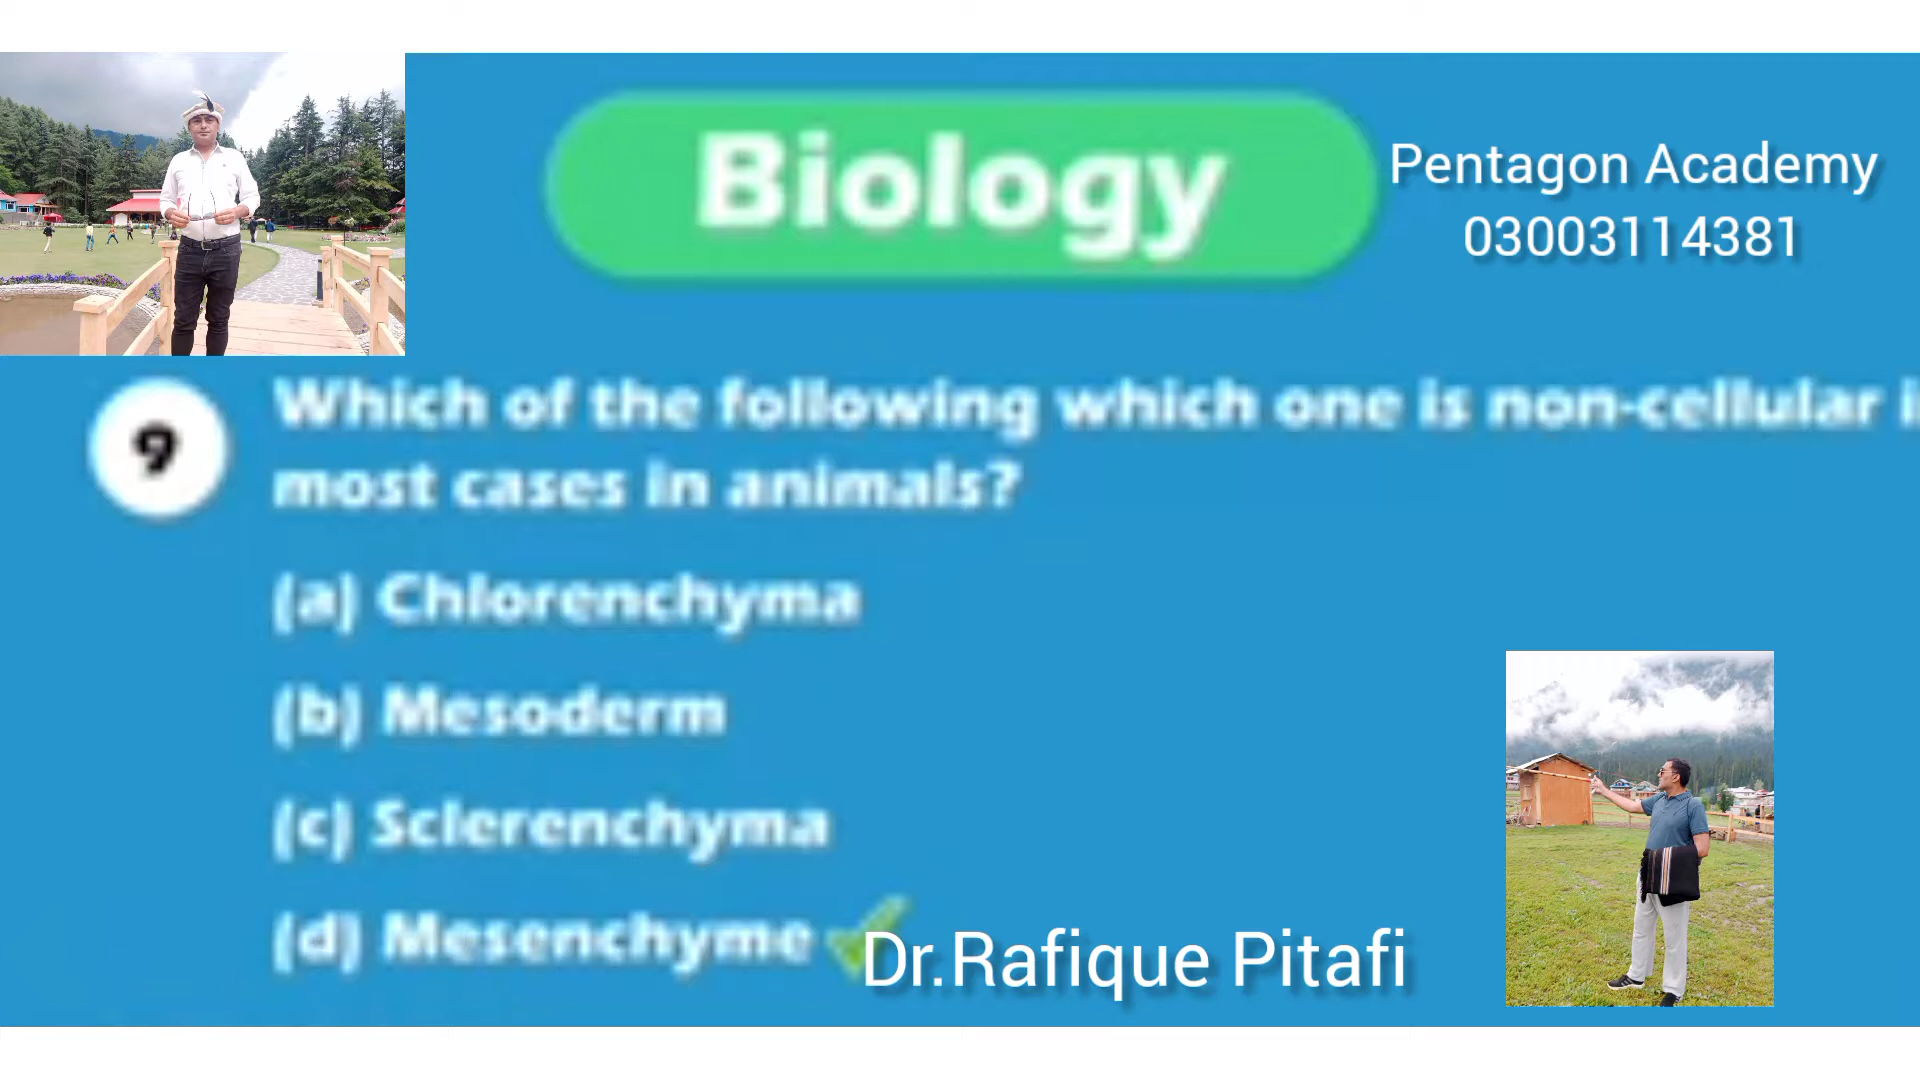 Biology
Pentagon Academy
03003114381
9
Which of the following which one is non-cellular
most cases in animals?
(a) Chlorenchyma
(b) Mesoderm
(c) Sclerenchyma
(d) Mesenchyme
Dr.Rafique Pitafi